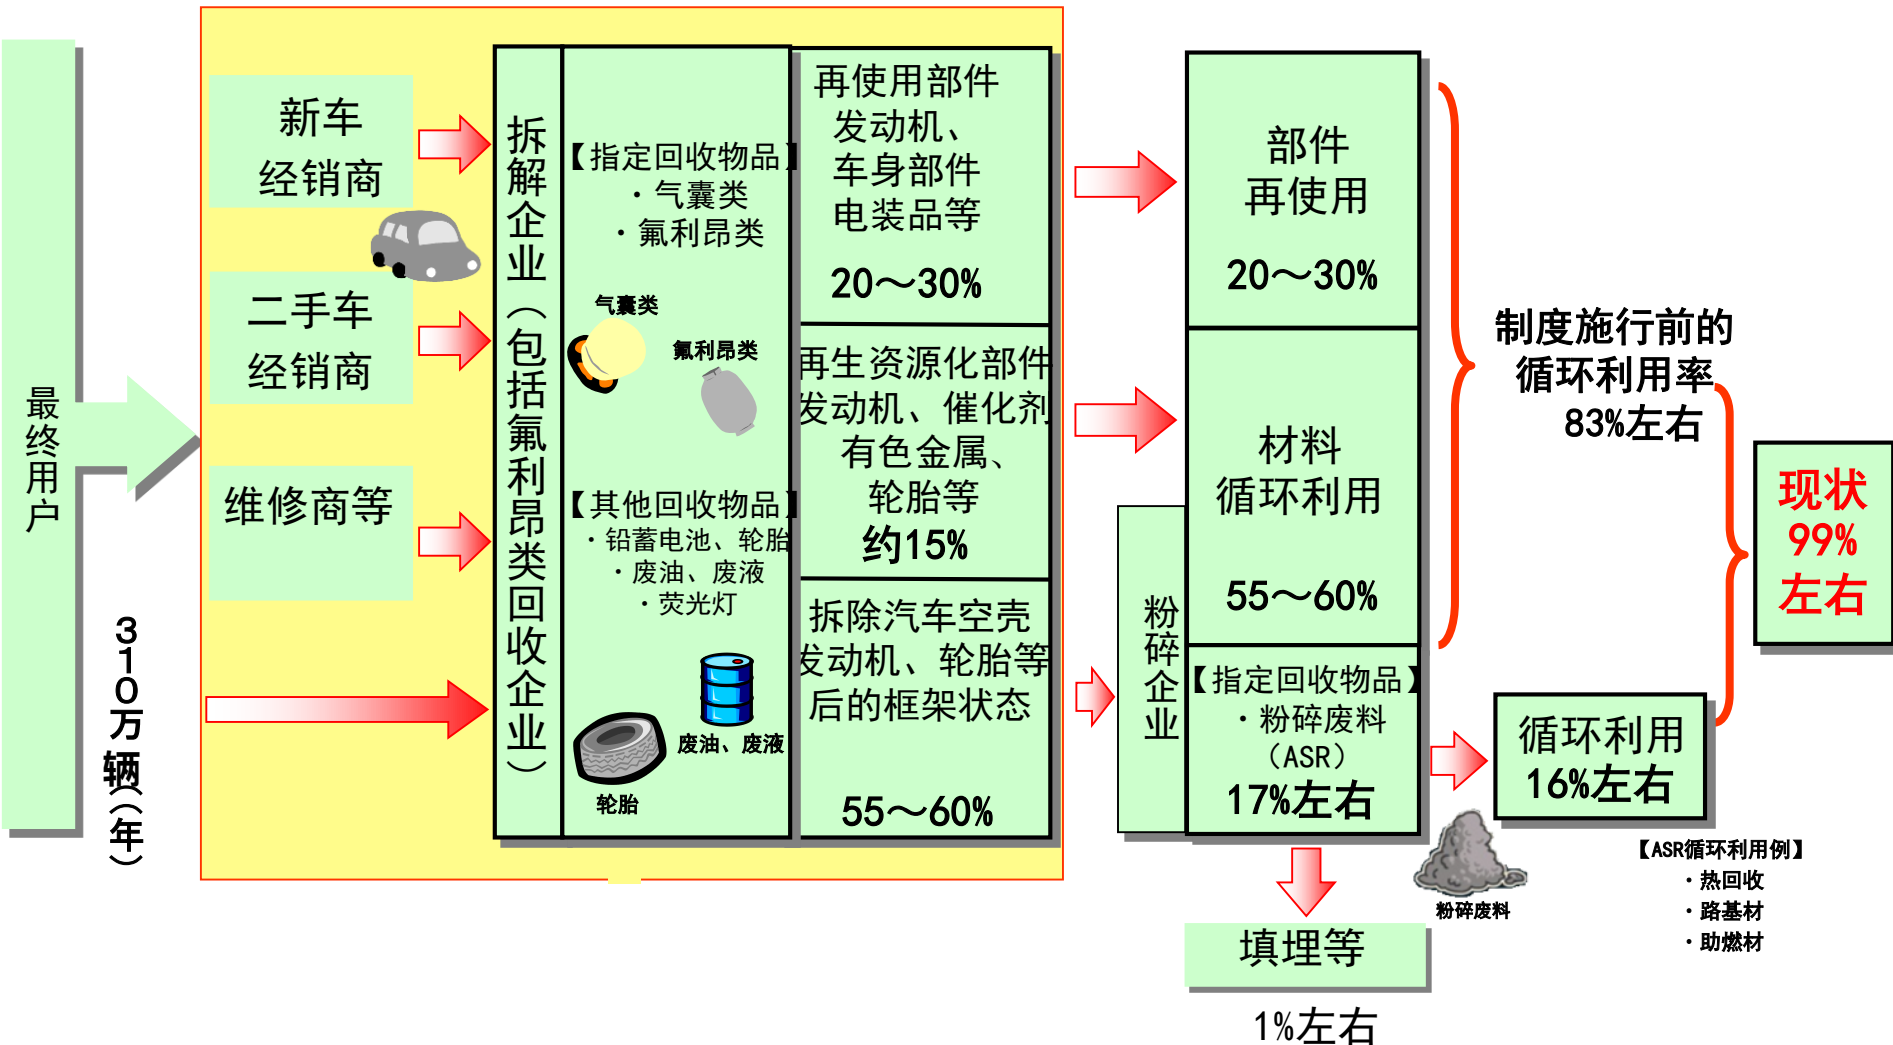 最终用户
310万辆(年)
新车
经销商
二手车
经销商
维修商等
拆解企业(包括氟利昂类回收企业)
【指定回收物品】
・气囊类
・氟利昂类
气囊类
氟利昂类
【其他回收物品】
・铅蓄电池、轮胎
・废油、废液
・荧光灯
废油、废液
轮胎
再使用部件
发动机、
车身部件
电装品等
20~30%
再生资源化部件
发动机、催化剂
有色金属、
轮胎等
约15%
拆除汽车空壳
发动机、轮胎等
后的框架状态
55~60%
粉碎企业
部件
再使用
20~30%
材料
循环利用
55~60%
【指定回收物品】
・粉碎废料
(ASR)
17%左右
填埋等
1%左右
制度施行前的
循环利用率
83%左右
现状
99%
左右
循环利用
16%左右
粉碎废料
【ASR循环利用例】
・热回收
・路基材
・助燃材